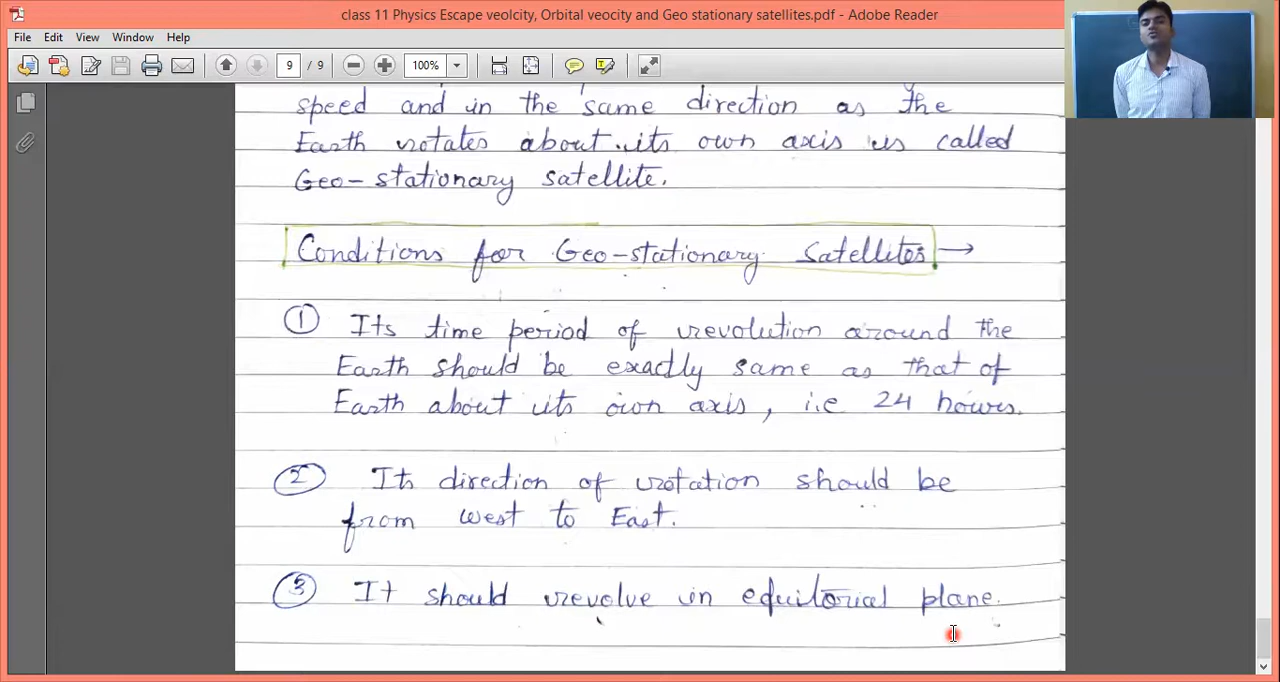 class 11 Physics Escape veolcity, Orbital veocity and Geo stationary satellites.pdf - Adobe Reader
File Edit View Window Help
9 / 9 100%
speed and in the same direction as the
Earth rotates about its own axis is called
Geo-stationary satellite.
Conditions for Geo-stationary Satellites →
1 Its time period of revolution around the
Earth should be exactly same as that of
Earth about its own axis, i.e 24 hours.
2 Its direction of rotation should be
from west to East.
3 It should revolve in equitorial plane.